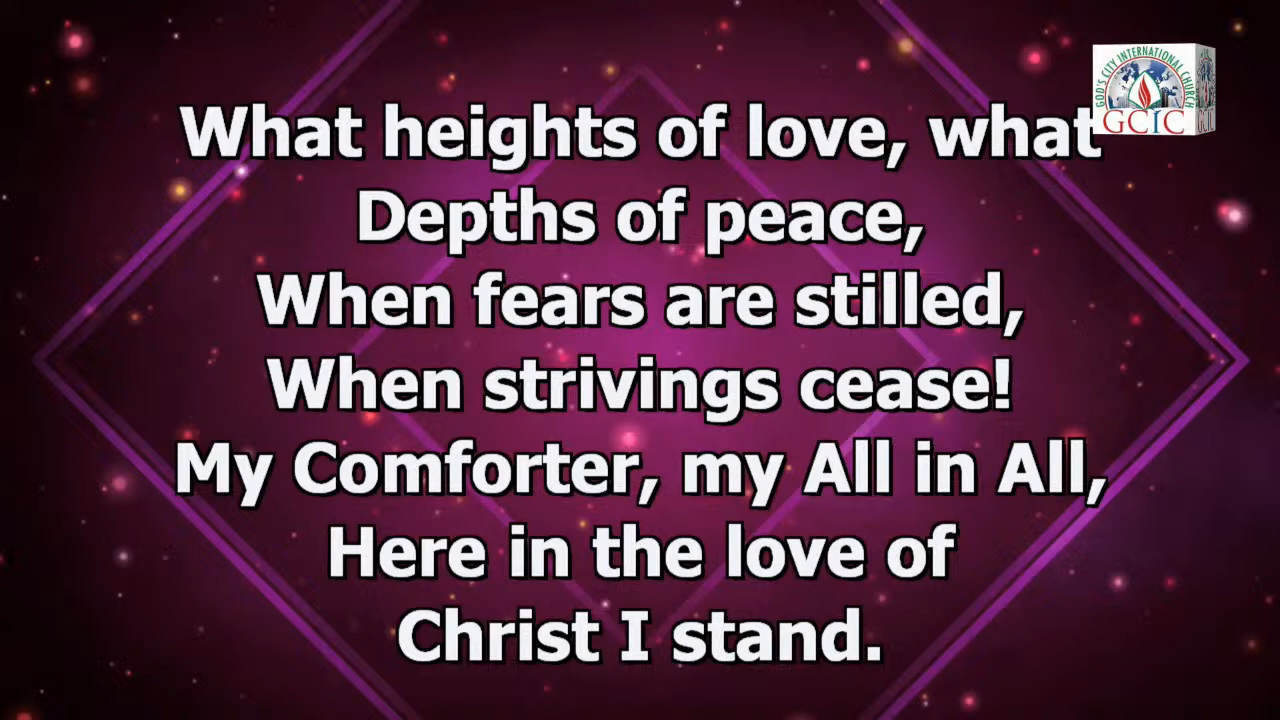 What heights of love, what
Depths of peace,
When fears are stilled,
When strivings cease!
My Comforter, my All in All,
Here in the love of
Christ I stand.
GOD'S CITY INTERNATIONAL CHURCH
GCIC